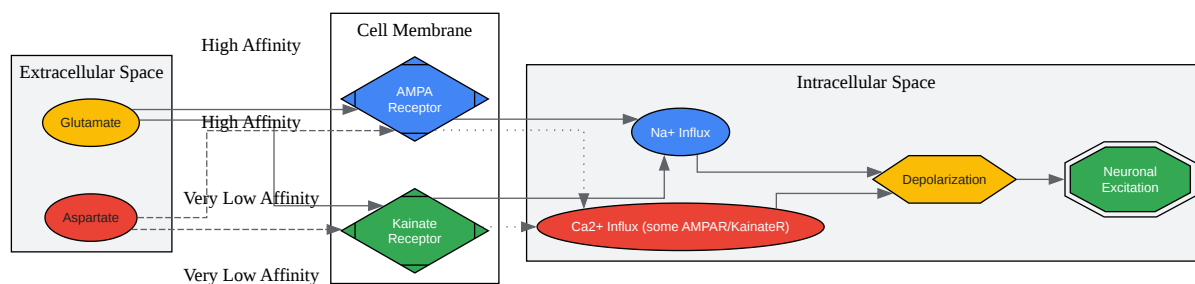 Extracellular Space
Glutamate
Aspartate
High Affinity
High Affinity
Very Low Affinity
Very Low Affinity
Cell Membrane
AMPA
Receptor
Kainate
Receptor
Intracellular Space
Na+ Influx
Ca2+ Influx (some AMPAR/KainateR)
Depolarization
Neuronal
Excitation